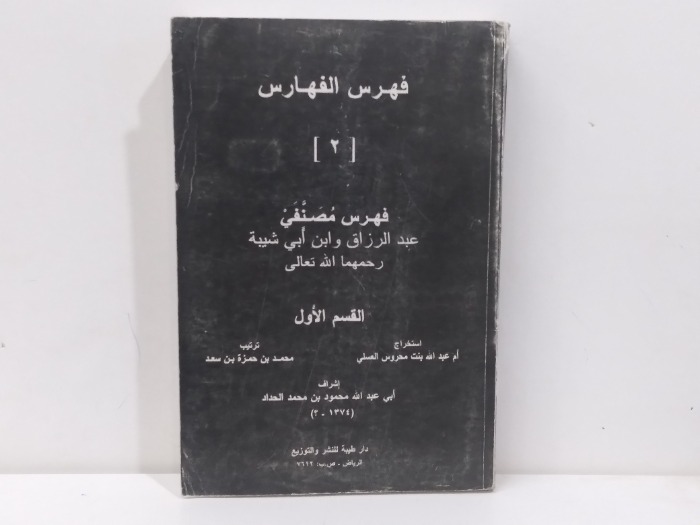 فهرس الفهارس
[ ٢ ]
فهرس مُصَنَّفَيْ
عبد الرزاق وابن أبي شيبة
رحمهما الله تعالى
القسم الأول
استخراج
أم عبد الله بنت محروس العسلي
ترتيب
محمد بن حمزة بن سعد
إشراف
أبي عبد الله محمود بن محمد الحداد
(١٣٧٤ - ؟)
دار طيبة للنشر والتوزيع
الرياض - ص.ب: ٧٦٢٢